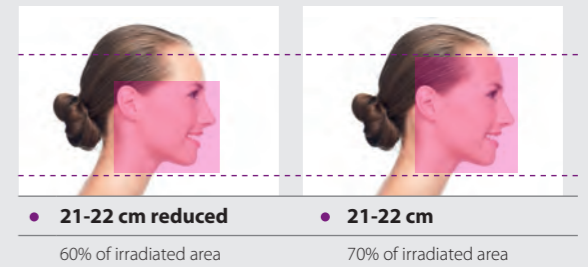 • 21-22 cm reduced
• 21-22 cm
60% of irradiated area
70% of irradiated area